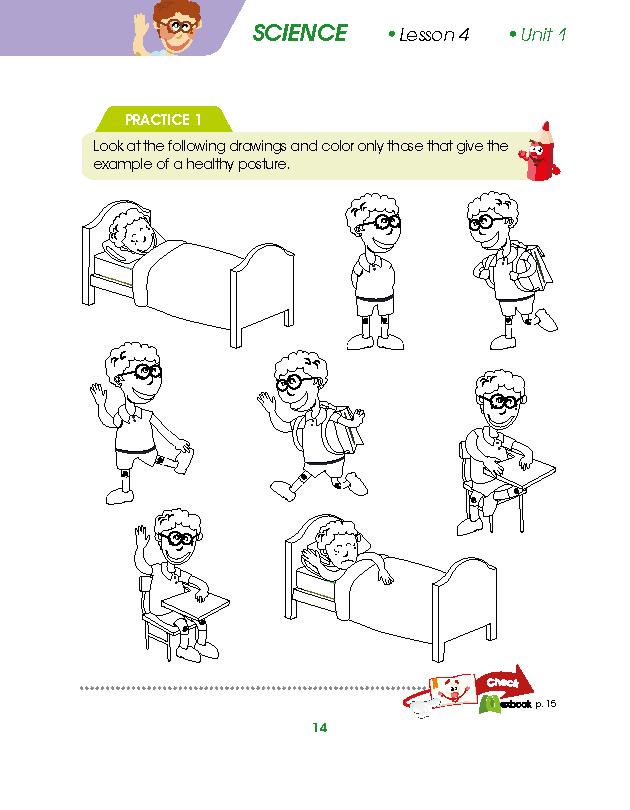 SCIENCE • Lesson 4 • Unit 1
PRACTICE 1
Look at the following drawings and color only those that give the
example of a healthy posture.
Check
p. 15
14